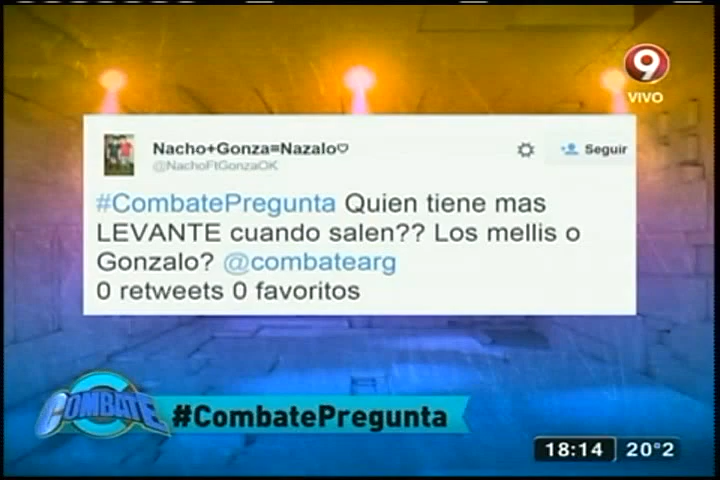 9
VIVO
Nacho+Gonza=Nazalo♡
@NachoFtGonzaOK
Seguir
#CombatePregunta Quien tiene mas
LEVANTE cuando salen?? Los mellis o
Gonzalo? @combatearg
0 retweets 0 favoritos
COMBATE
#CombatePregunta
18:14 20°2